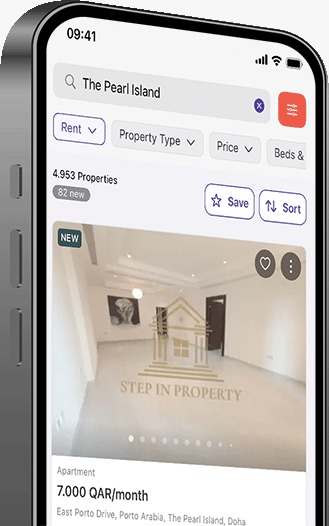 09:41
The Pearl Island
Rent
Property Type
Price
Beds &
4.953 Properties
82 new
Save
Sort
NEW
STEP IN PROPERTY
Apartment
7.000 QAR/month
East Porto Drive, Porto Arabia, The Pearl Island, Doha